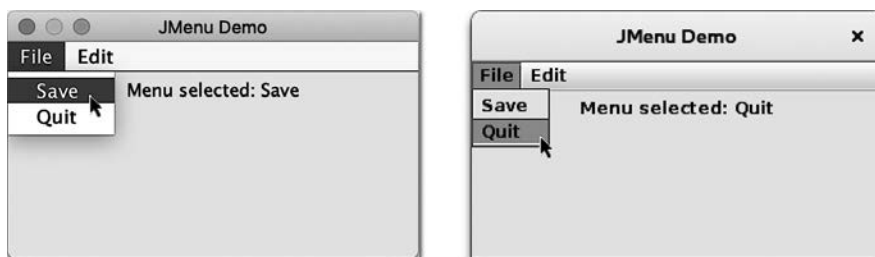 JMenu Demo
File Edit
Save
Menu selected: Save
Quit
JMenu Demo ×
File Edit
Save
Menu selected: Quit
Quit